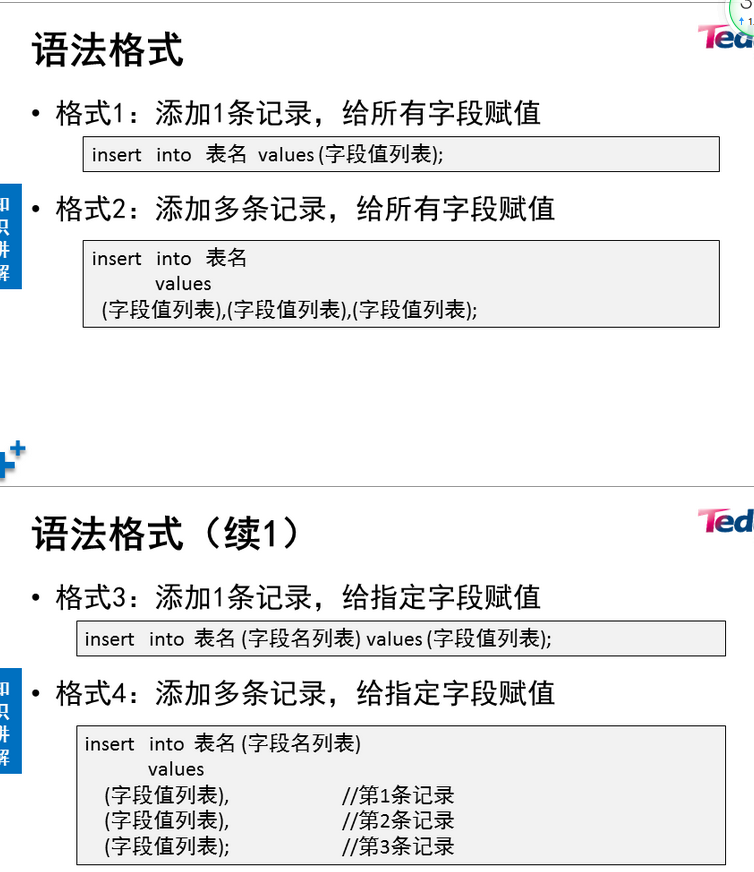 语法格式
Ted
• 格式1：添加1条记录，给所有字段赋值
insert into 表名 values (字段值列表);
• 格式2：添加多条记录，给所有字段赋值
insert into 表名
values
(字段值列表),(字段值列表),(字段值列表);
讲
解
语法格式（续1）
Ted
• 格式3：添加1条记录，给指定字段赋值
insert into 表名 (字段名列表) values (字段值列表);
• 格式4：添加多条记录，给指定字段赋值
insert into 表名 (字段名列表)
values
(字段值列表), //第1条记录
(字段值列表), //第2条记录
(字段值列表); //第3条记录
讲
解